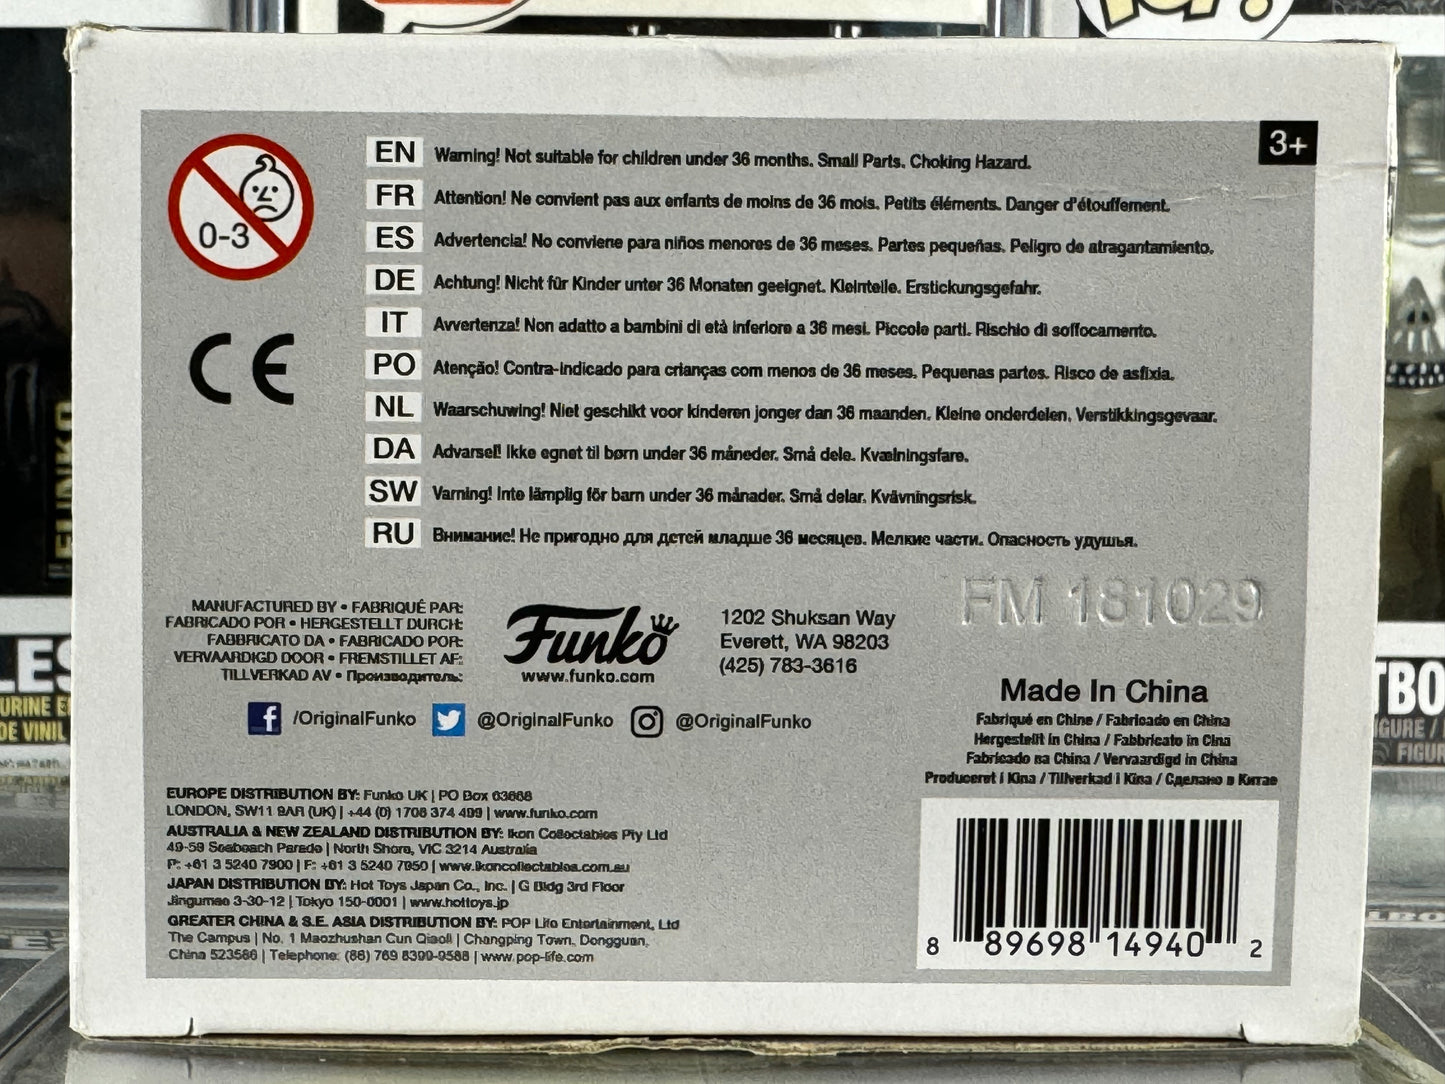 3+
0-3
EN Warning! Not suitable for children under 36 months. Small Parts. Choking Hazard.
FR Attention! Ne convient pas aux enfants de moins de 36 mois. Petits éléments. Danger d'étouffement.
ES Advertencia! No conviene para niños menores de 36 meses. Partes pequeñas. Peligro de atragantamiento.
DE Achtung! Nicht für Kinder unter 36 Monaten geeignet. Kleinteile. Erstickungsgefahr.
IT Avvertenza! Non adatto a bambini di età inferiore a 36 mesi. Piccole parti. Rischio di soffocamento.
PO Atenção! Contra-indicado para crianças com menos de 36 meses. Pequenas partes. Risco de asfixia.
NL Waarschuwing! Niet geschikt voor kinderen jonger dan 36 maanden. Kleine onderdelen. Verstikkingsgevaar.
DA Advarsel! Ikke egnet til børn under 36 måneder. Små dele. Kvælningsfare.
SW Varning! Inte lämplig för barn under 36 månader. Små delar. Kvävningsrisk.
RU Внимание! Не пригодно для детей младше 36 месяцев. Мелкие части. Опасность удушья.
CE
MANUFACTURED BY • FABRIQUÉ PAR:
FABRICADO POR • HERGESTELLT DURCH:
FABBRICATO DA • FABRICADO POR:
VERVAARDIGD DOOR • FREMSTILLET AF:
TILLVERKAD AV • Производитель:
Funko
www.funko.com
1202 Shuksan Way
Everett, WA 98203
(425) 783-3616
FM 181029
/OriginalFunko @OriginalFunko @OriginalFunko
Made In China
Fabriqué en Chine / Fabricado en China
Hergestellt in China / Fabbricato in Cina
Fabricado na China / Vervaardigd in China
Produceret i Kina / Tillverkad i Kina / Сделано в Китае
EUROPE DISTRIBUTION BY: Funko UK | PO Box
LONDON, SW11 9AR (UK) | +44 (0) 1706 374 | www.funko.com
AUSTRALIA & NEW ZEALAND DISTRIBUTION BY: Ikon Collectables Pty Ltd
49-59 Seabeach Parade | North Shore, VIC 3214 Australia
P: +61 3 5240 7900 | F: +61 3 5240 7950 | www.ikoncollectables.com.au
JAPAN DISTRIBUTION BY: Hot Toys Japan Co., Inc. | G Bldg 3rd Floor
Jingumae 3-30-12 | Tokyo 150-0001 | www.hottoys.jp
GREATER CHINA & S.E. ASIA DISTRIBUTION BY: POP Life Entertainment, Ltd
The Campus | No. 1 Maozhushan Cun Qiaoli | Changping Town, Dongguan,
China 523586 | Telephone: (86) 769 8399-9588 | www.pop-life.com
8 89698 14940 2
FUNKO